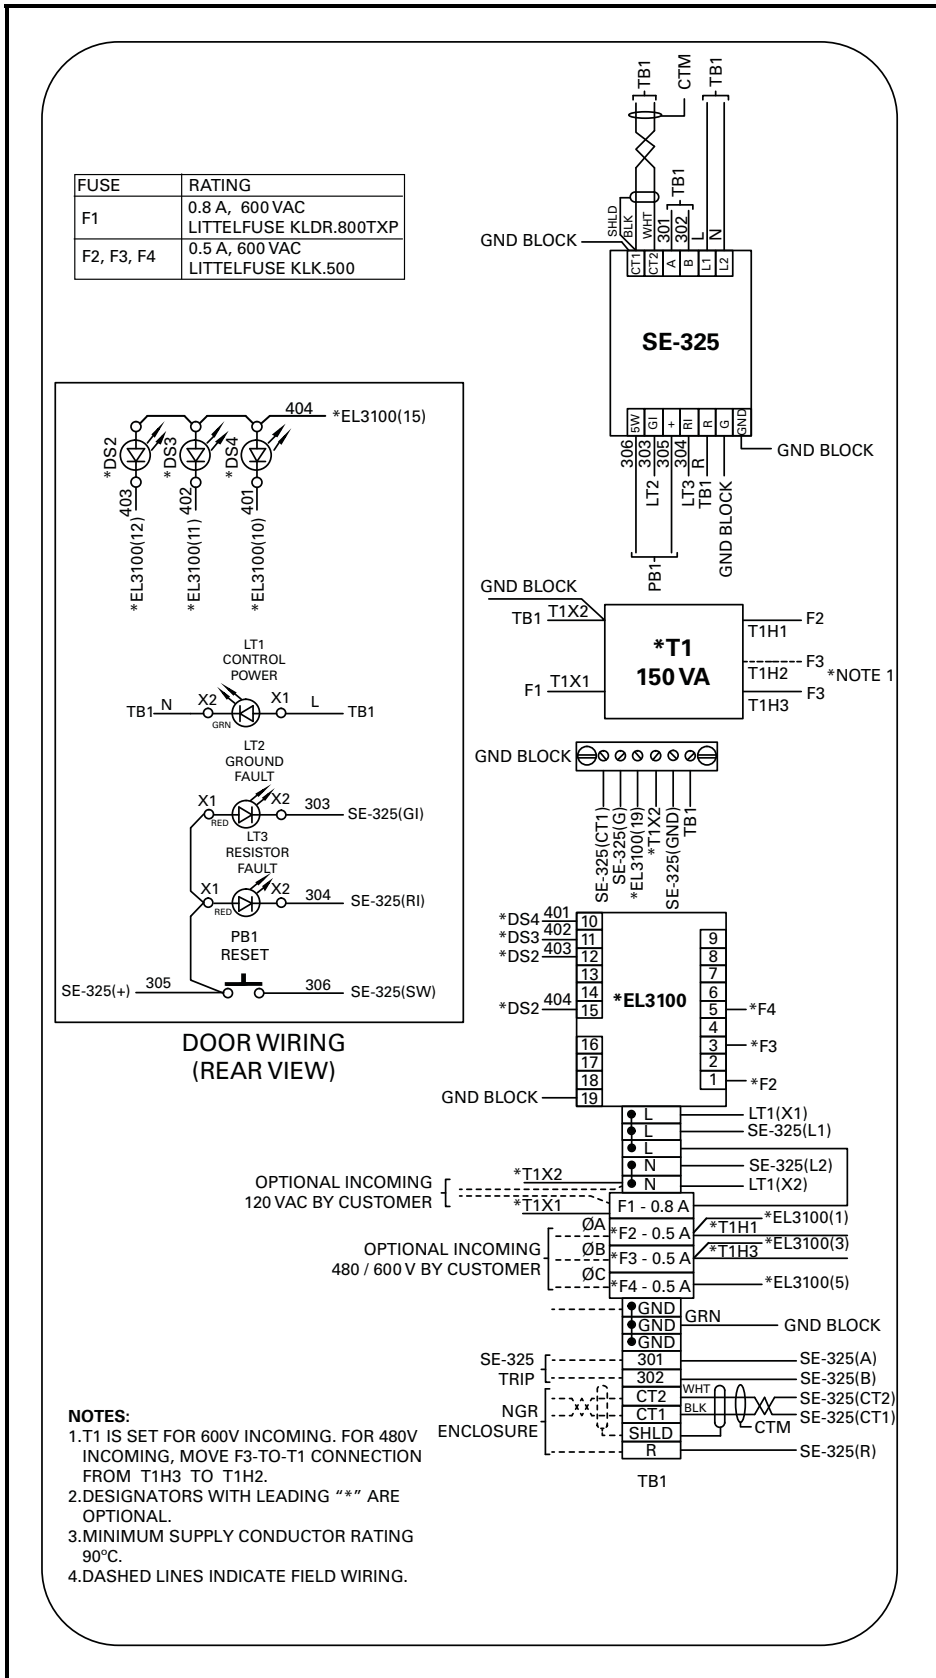 FUSE RATING
F1 0.8 A, 600 VAC
LITTELFUSE KLDR.800TXP
F2, F3, F4 0.5 A, 600 VAC
LITTELFUSE KLK.500
TB1
CTM
TB1
TB1
SHLD
BLK
WHT
301
302
L
N
GND BLOCK
CT1 CT2 A B L1 L2
SE-325
5W GI + RI R G GND
GND BLOCK
306
303
305
304
R
LT2
LT3
TB1
GND BLOCK
PB1
404 *EL3100(15)
*DS2 *DS3 *DS4
403 402 401
*EL3100(12) *EL3100(11) *EL3100(10)
LT1
CONTROL
POWER
TB1 N X2 X1 L TB1
GRN
LT2
GROUND
FAULT
X1 X2 303 SE-325(GI)
RED
LT3
RESISTOR
FAULT
X1 X2 304 SE-325(RI)
RED
PB1
RESET
SE-325(+) 305 306 SE-325(SW)
DOOR WIRING
(REAR VIEW)
GND BLOCK
TB1 T1X2
F1 T1X1
*T1
150 VA
T1H1 F2
T1H2 F3
*NOTE 1
T1H3 F3
GND BLOCK
SE-325(CT1)
SE-325(G)
*EL3100(19)
*T1X2
SE-325(GND)
TB1
*DS4 401 10
*DS3 402 11
*DS2 403 12
13
14
*DS2 404 15
16
17
18
GND BLOCK 19
*EL3100
9
8
7
6
5 *F4
4
3 *F3
2
1 *F2
L LT1(X1)
L SE-325(L1)
L
N SE-325(L2)
N LT1(X2)
*T1X2
OPTIONAL INCOMING
120 VAC BY CUSTOMER
*T1X1
F1 - 0.8 A
OPTIONAL INCOMING
480 / 600 V BY CUSTOMER
ØA *F2 - 0.5 A *EL3100(1)
*T1H1
ØB *F3 - 0.5 A *EL3100(3)
*T1H3
ØC *F4 - 0.5 A *EL3100(5)
GND
GND GRN GND BLOCK
GND
SE-325
TRIP
301 SE-325(A)
302 SE-325(B)
NGR
ENCLOSURE
CT2 WHT SE-325(CT2)
CT1 BLK SE-325(CT1)
CTM
SHLD
R SE-325(R)
TB1
NOTES:
1.T1 IS SET FOR 600V INCOMING. FOR 480V
INCOMING, MOVE F3-TO-T1 CONNECTION
FROM T1H3 TO T1H2.
2.DESIGNATORS WITH LEADING “*” ARE
OPTIONAL.
3.MINIMUM SUPPLY CONDUCTOR RATING
90ºC.
4.DASHED LINES INDICATE FIELD WIRING.